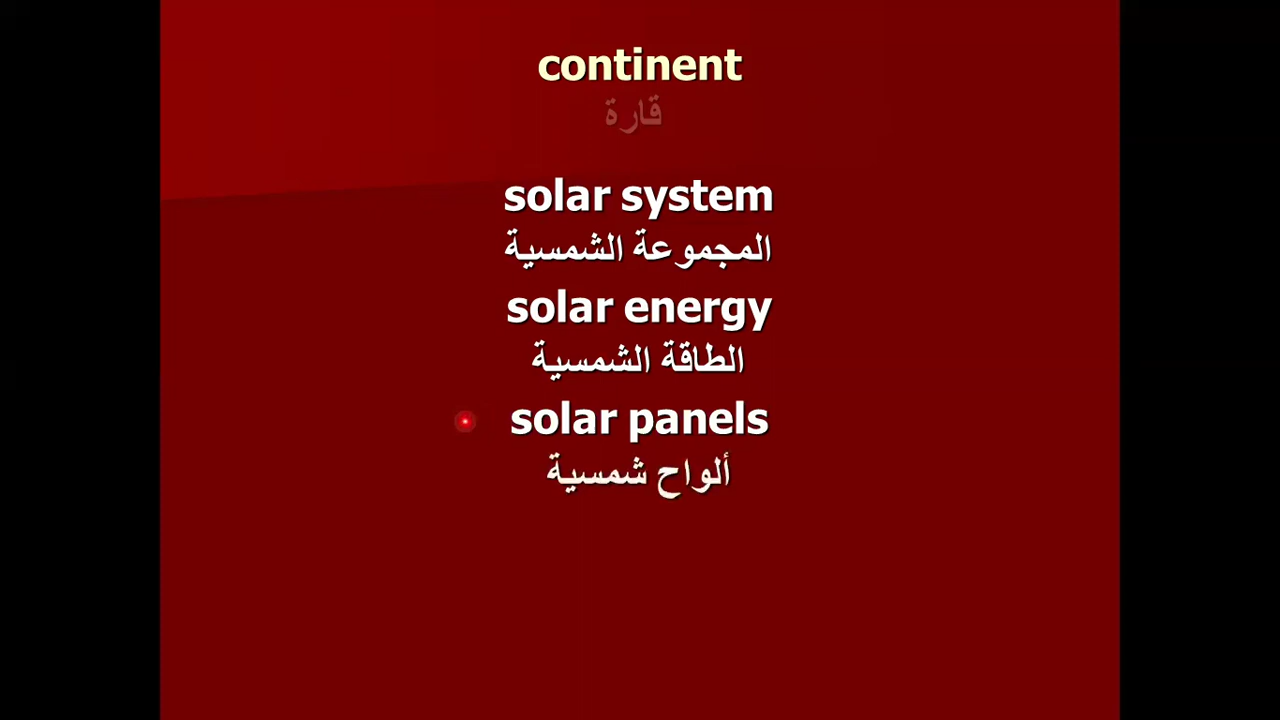 continent
قارة
solar system
المجموعة الشمسية
solar energy
الطاقة الشمسية
solar panels
ألواح شمسية